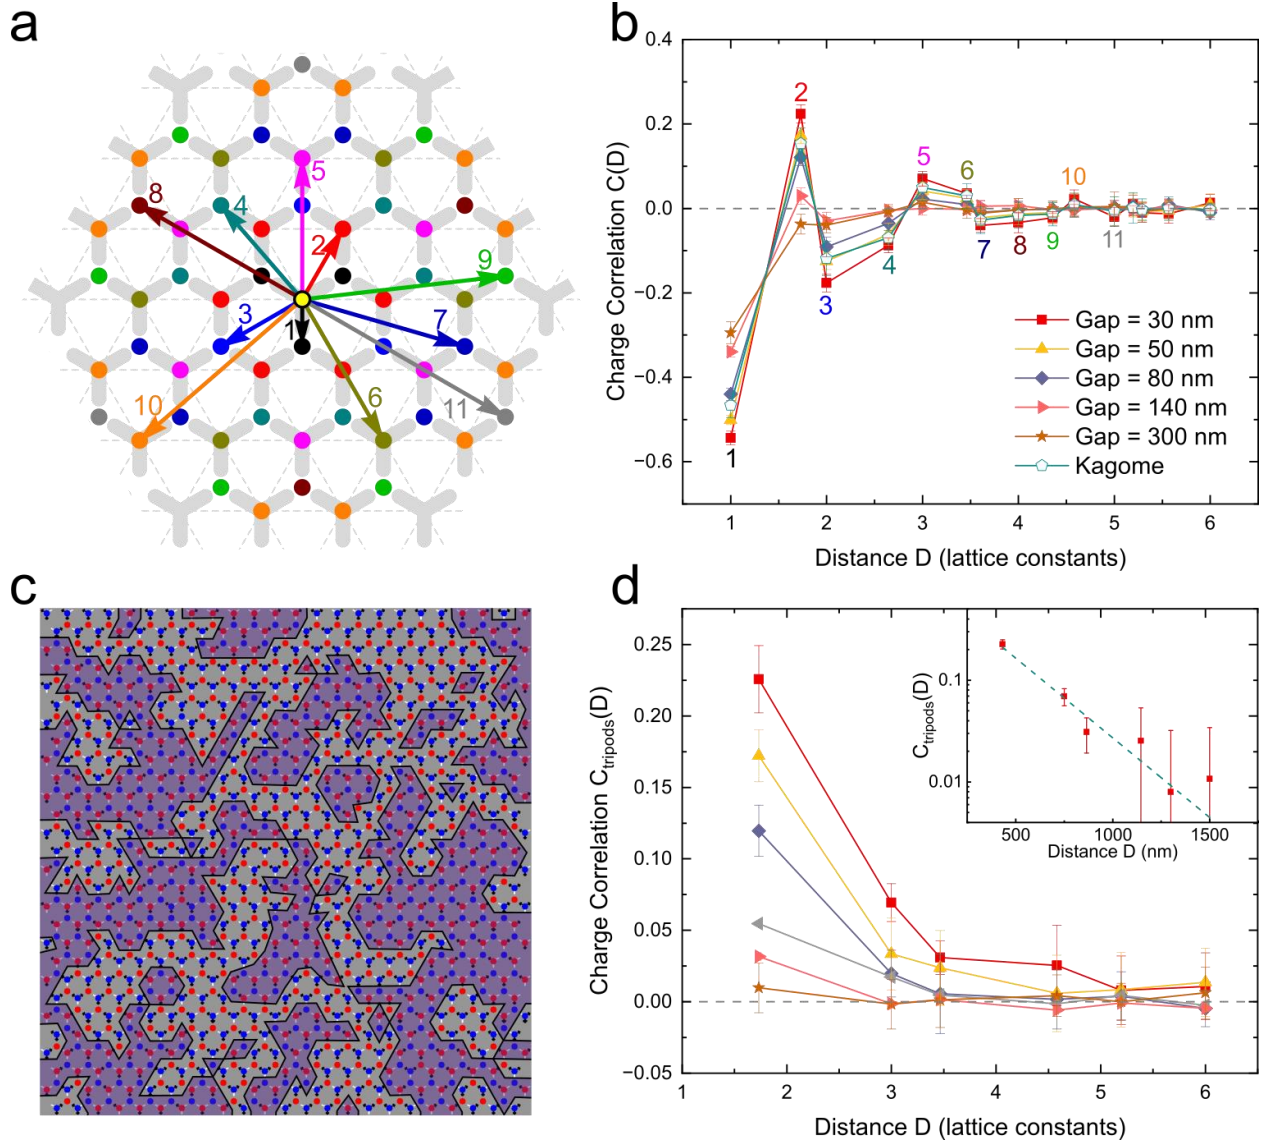 a
8
4
5
2
9
3
1
7
10
6
11
b
Charge Correlation C(D)
0.4
0.2
0.0
−0.2
−0.4
−0.6
1
2
3
4
5
6
7
8
9
10
11
Gap = 30 nm
Gap = 50 nm
Gap = 80 nm
Gap = 140 nm
Gap = 300 nm
Kagome
1 2 3 4 5 6
Distance D (lattice constants)
c
d
Charge Correlation C_tripods(D)
0.25
0.20
0.15
0.10
0.05
0.00
−0.05
1 2 3 4 5 6
Distance D (lattice constants)
C_tripods(D)
0.1
0.01
500 1000 1500
Distance D (nm)